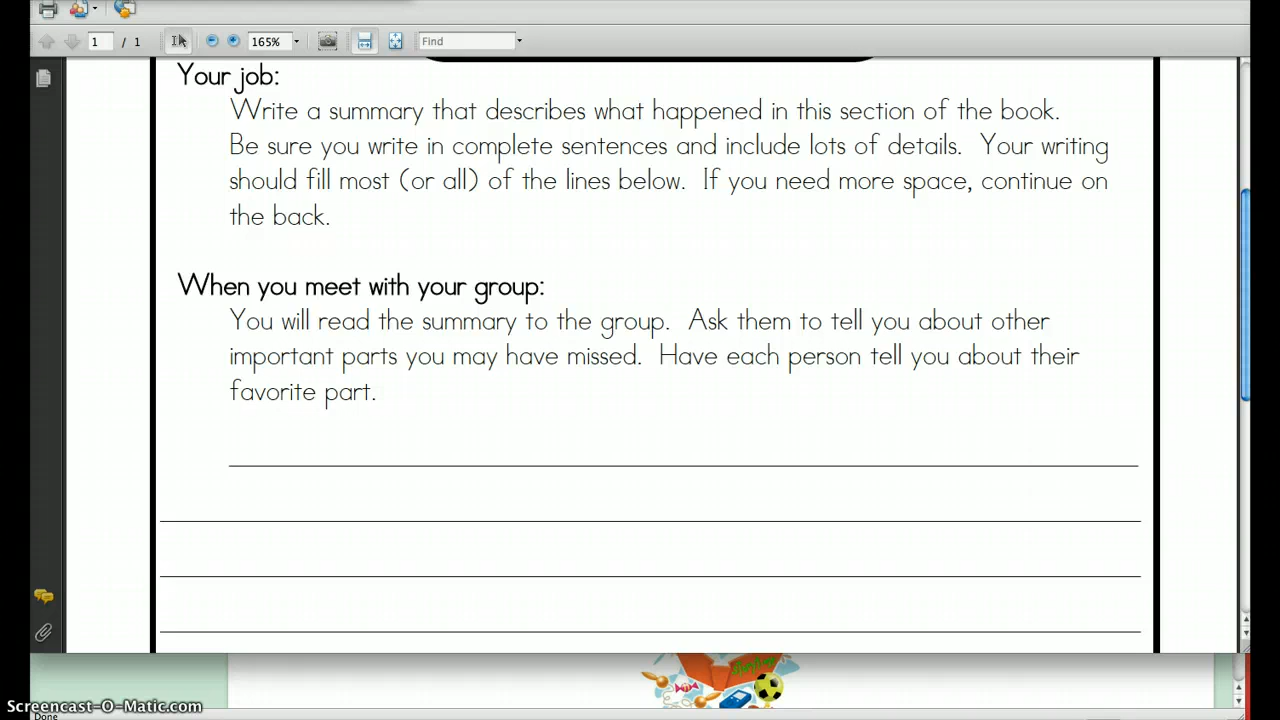 1 / 1 165% Find
Your job:
Write a summary that describes what happened in this section of the book.
Be sure you write in complete sentences and include lots of details. Your writing
should fill most (or all) of the lines below. If you need more space, continue on
the back.
When you meet with your group:
You will read the summary to the group. Ask them to tell you about other
important parts you may have missed. Have each person tell you about their
favorite part.
Screencast-O-Matic.com
Done